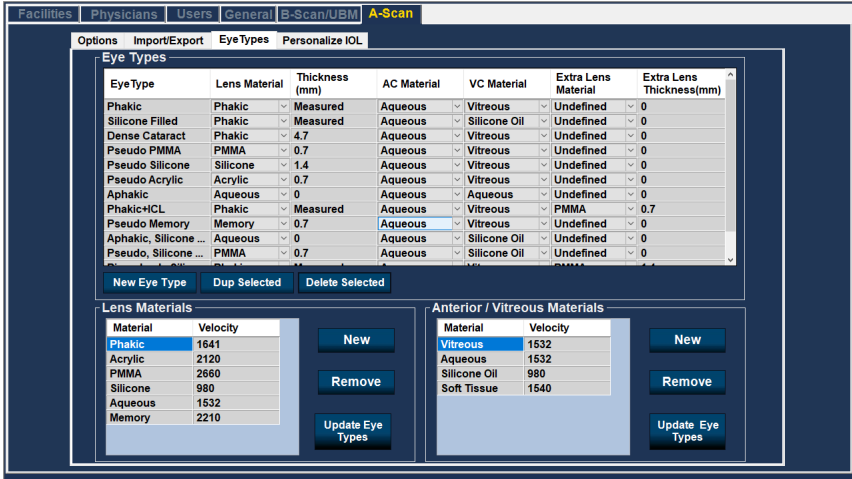 Facilities Physicians Users General B-Scan/UBM A-Scan
Options Import/Export EyeTypes Personalize IOL
Eye Types
EyeType Lens Material Thickness (mm) AC Material VC Material Extra Lens Material Extra Lens Thickness(mm)
Phakic Phakic Measured Aqueous Vitreous Undefined 0
Silicone Filled Phakic Measured Aqueous Silicone Oil Undefined 0
Dense Cataract Phakic 4.7 Aqueous Vitreous Undefined 0
Pseudo PMMA PMMA 0.7 Aqueous Vitreous Undefined 0
Pseudo Silicone Silicone 1.4 Aqueous Vitreous Undefined 0
Pseudo Acrylic Acrylic 0.7 Aqueous Vitreous Undefined 0
Aphakic Aqueous 0 Aqueous Aqueous Undefined 0
Phakic+ICL Phakic Measured Aqueous Vitreous PMMA 0.7
Pseudo Memory Memory 0.7 Aqueous Vitreous Undefined 0
Aphakic, Silicone ... Aqueous 0 Aqueous Silicone Oil Undefined 0
Pseudo, Silicone ... PMMA 0.7 Aqueous Silicone Oil Undefined 0
New Eye Type Dup Selected Delete Selected
Lens Materials
Material Velocity
Phakic 1641
Acrylic 2120
PMMA 2660
Silicone 980
Aqueous 1532
Memory 2210
New
Remove
Update Eye
Types
Anterior / Vitreous Materials
Material Velocity
Vitreous 1532
Aqueous 1532
Silicone Oil 980
Soft Tissue 1540
New
Remove
Update Eye
Types